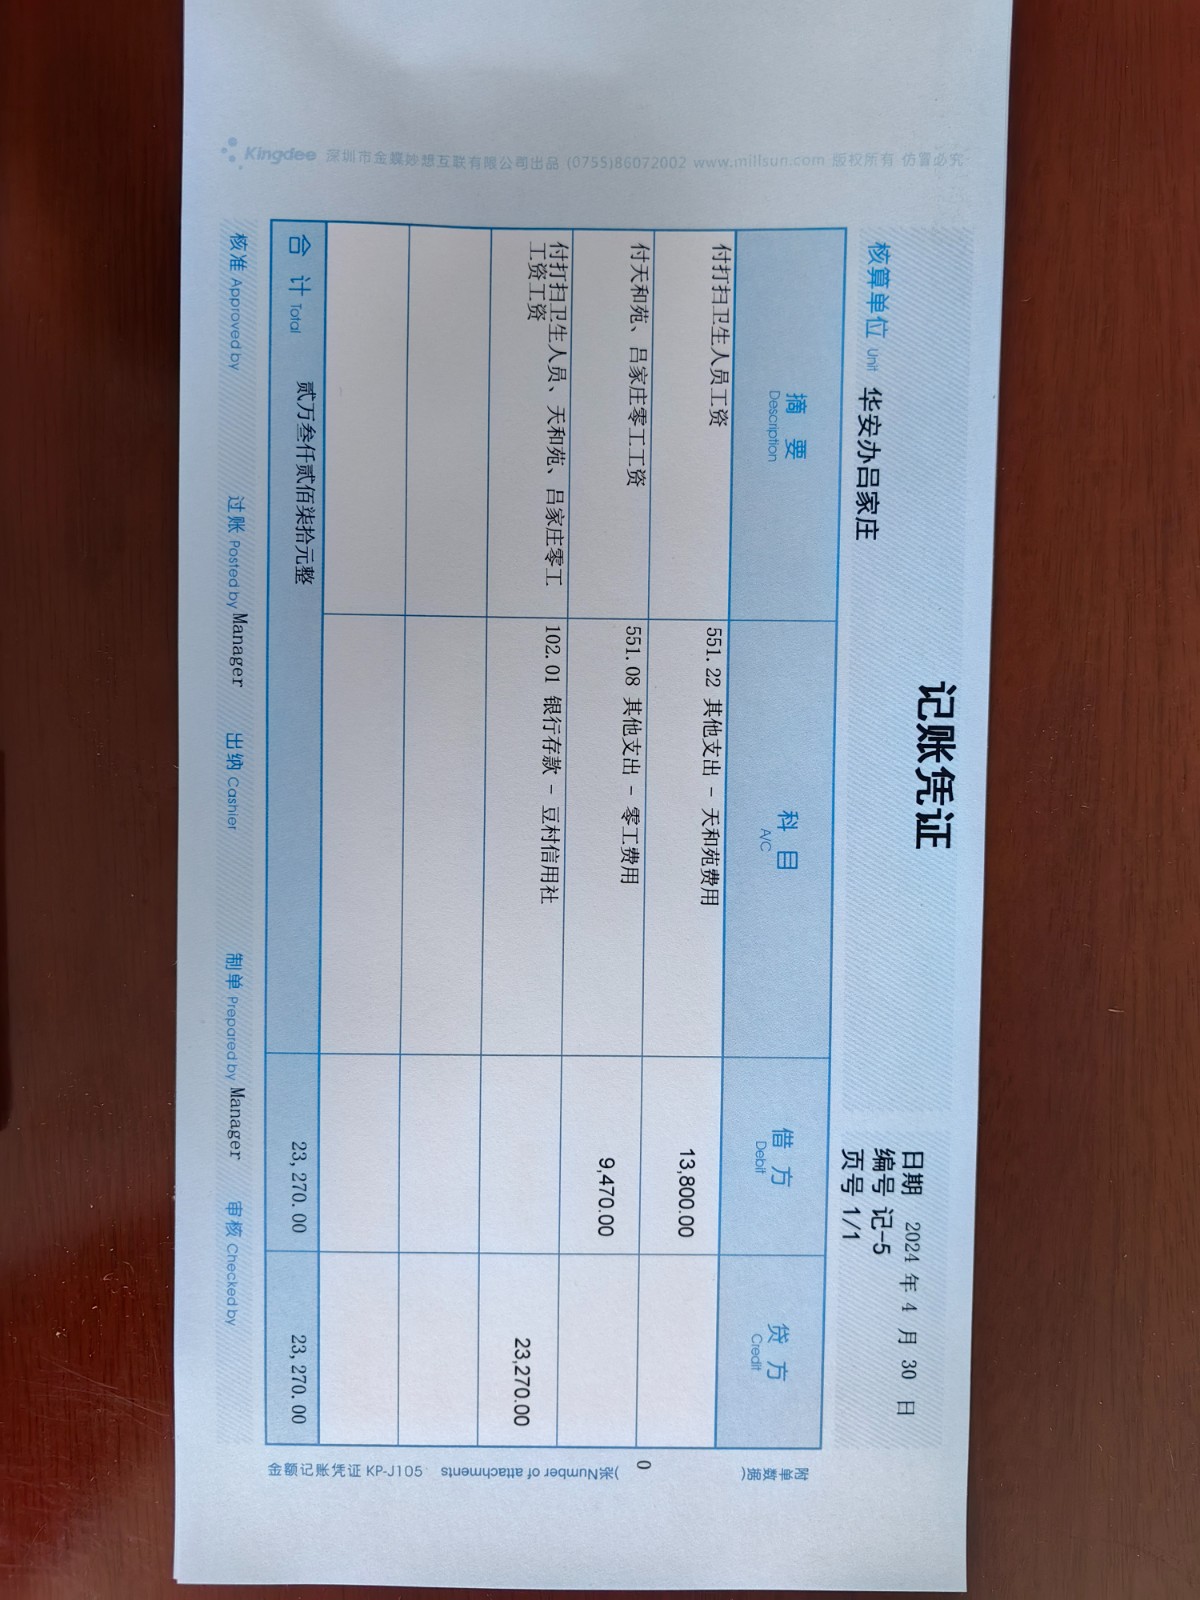 记账凭证
日期 2024 年 4 月 30 日
编号 记-5
核算单位 Unit 华安办吕家庄
页号 1/1
摘 要 科 目 借 方 贷 方
Description A/C Debit Credit
付打扫卫生人员工资 551.22 其他支出 - 天和苑费用 13,800.00
付天和苑、吕家庄零工工资 551.08 其他支出 - 零工费用 9,470.00
付打扫卫生人员、天和苑、吕家庄零工 102.01 银行存款 - 豆村信用社 23,270.00
工资工资
合 计 Total 贰万叁仟贰佰柒拾元整 23,270.00 23,270.00
附单数据(
0
张Number of attachments)
金额记账凭证 KP-J105
核准 Approved by 过账 Posted by Manager 出纳 Cashier 制单 Prepared by Manager 审核 Checked by
Kingdee 深圳市金蝶妙想互联有限公司出品 (0755)86072002 www.millsun.com 版权所有 仿冒必究